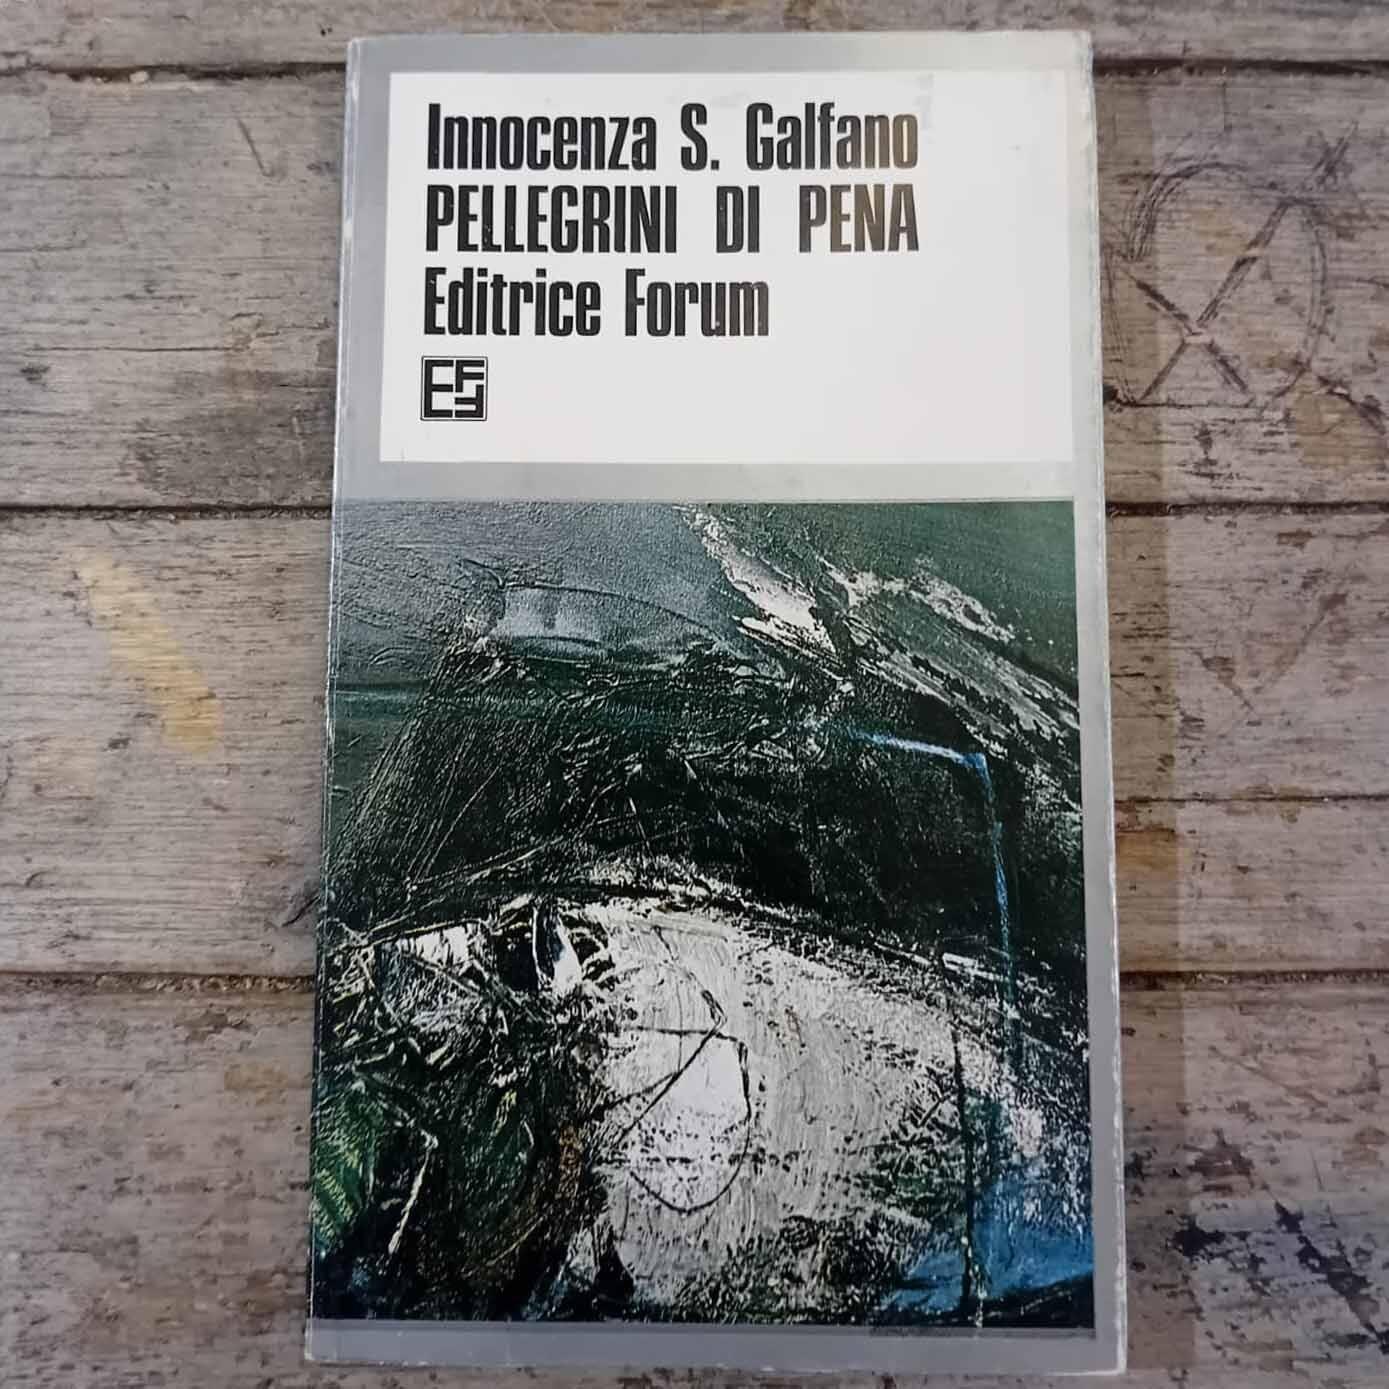 Innocenza S. Galfano
PELLEGRINI DI PENA
Editrice Forum